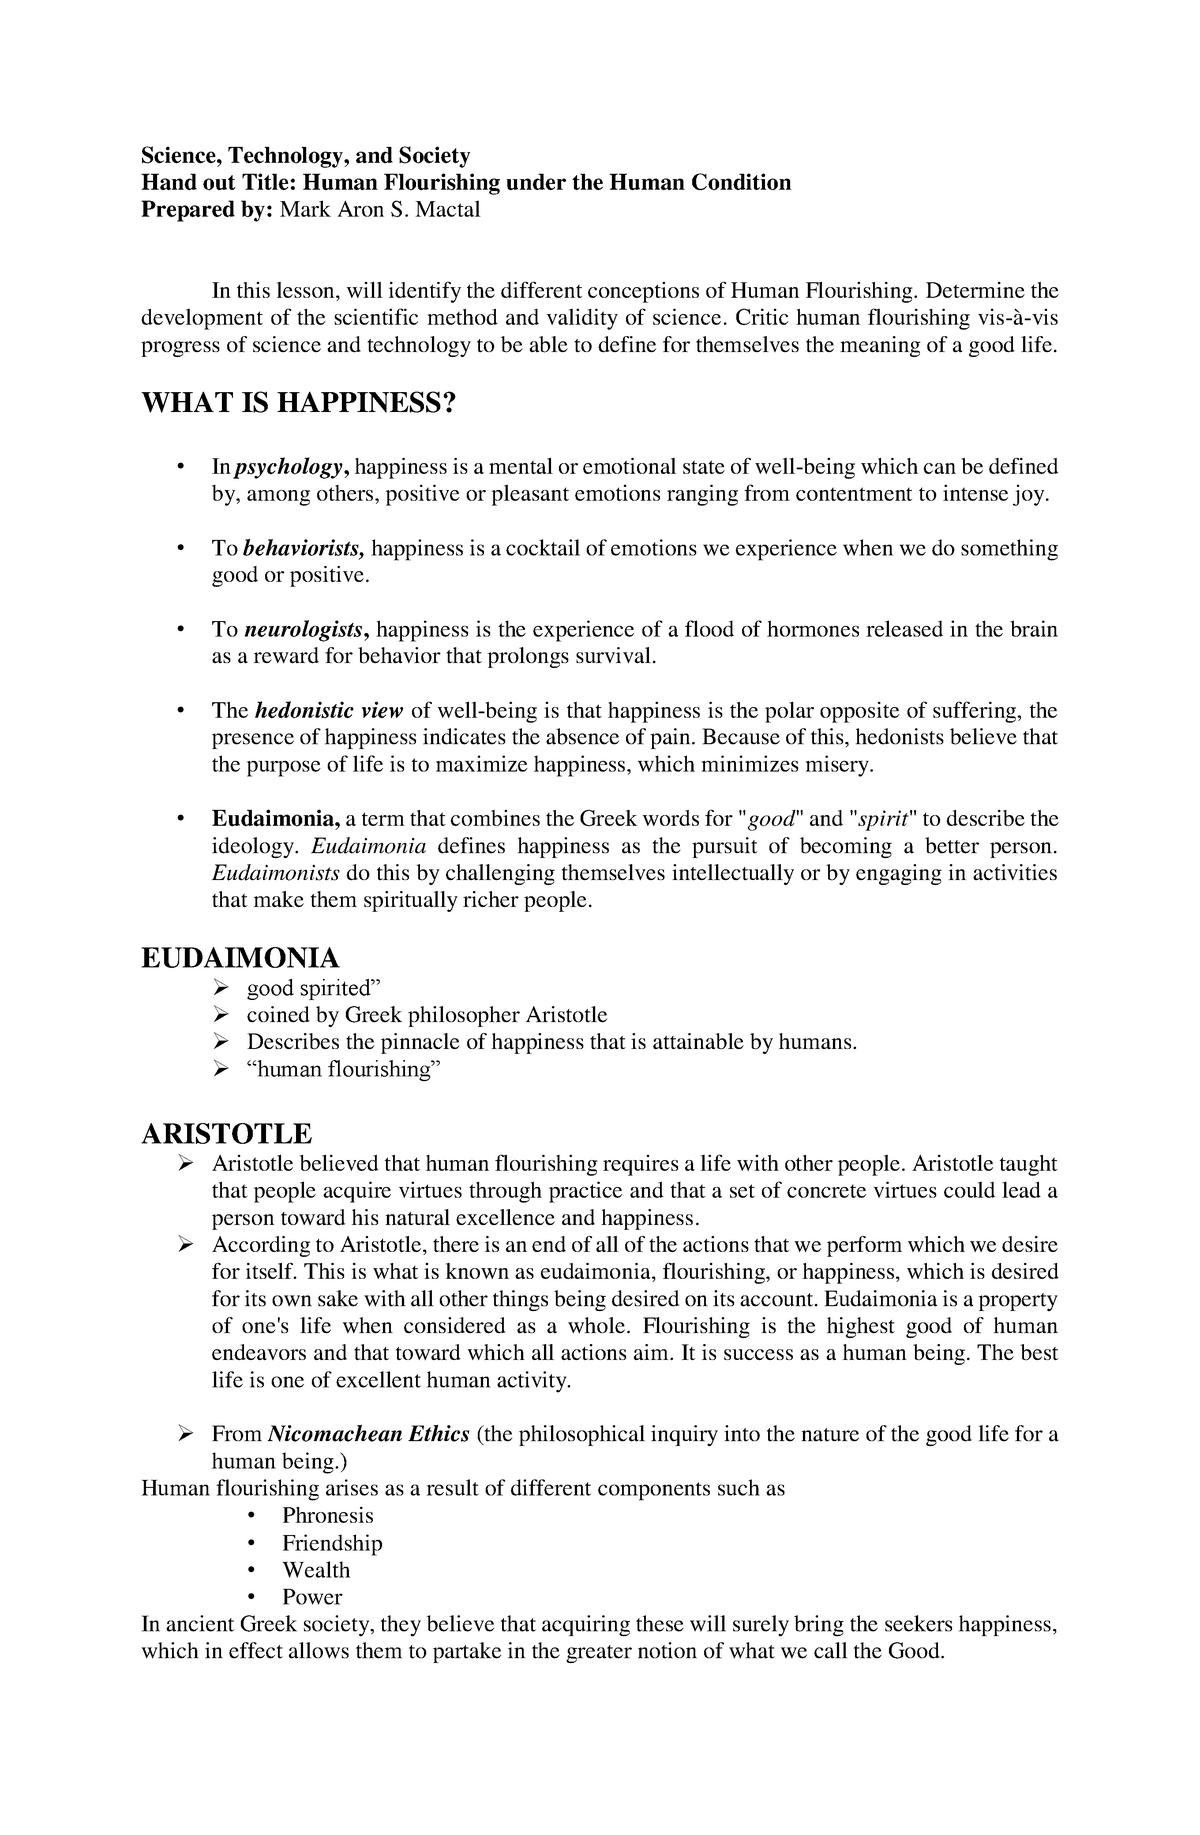 Science, Technology, and Society
Hand out Title: Human Flourishing under the Human Condition
Prepared by: Mark Aron S. Mactal
In this lesson, will identify the different conceptions of Human Flourishing. Determine the
development of the scientific method and validity of science. Critic human flourishing vis-à-vis
progress of science and technology to be able to define for themselves the meaning of a good life.
WHAT IS HAPPINESS?
• In psychology, happiness is a mental or emotional state of well-being which can be defined
by, among others, positive or pleasant emotions ranging from contentment to intense joy.
• To behaviorists, happiness is a cocktail of emotions we experience when we do something
good or positive.
• To neurologists, happiness is the experience of a flood of hormones released in the brain
as a reward for behavior that prolongs survival.
• The hedonistic view of well-being is that happiness is the polar opposite of suffering, the
presence of happiness indicates the absence of pain. Because of this, hedonists believe that
the purpose of life is to maximize happiness, which minimizes misery.
• Eudaimonia, a term that combines the Greek words for "good" and "spirit" to describe the
ideology. Eudaimonia defines happiness as the pursuit of becoming a better person.
Eudaimonists do this by challenging themselves intellectually or by engaging in activities
that make them spiritually richer people.
EUDAIMONIA
➢ good spirited”
➢ coined by Greek philosopher Aristotle
➢ Describes the pinnacle of happiness that is attainable by humans.
➢ “human flourishing”
ARISTOTLE
➢ Aristotle believed that human flourishing requires a life with other people. Aristotle taught
that people acquire virtues through practice and that a set of concrete virtues could lead a
person toward his natural excellence and happiness.
➢ According to Aristotle, there is an end of all of the actions that we perform which we desire
for itself. This is what is known as eudaimonia, flourishing, or happiness, which is desired
for its own sake with all other things being desired on its account. Eudaimonia is a property
of one's life when considered as a whole. Flourishing is the highest good of human
endeavors and that toward which all actions aim. It is success as a human being. The best
life is one of excellent human activity.
➢ From Nicomachean Ethics (the philosophical inquiry into the nature of the good life for a
human being.)
Human flourishing arises as a result of different components such as
• Phronesis
• Friendship
• Wealth
• Power
In ancient Greek society, they believe that acquiring these will surely bring the seekers happiness,
which in effect allows them to partake in the greater notion of what we call the Good.